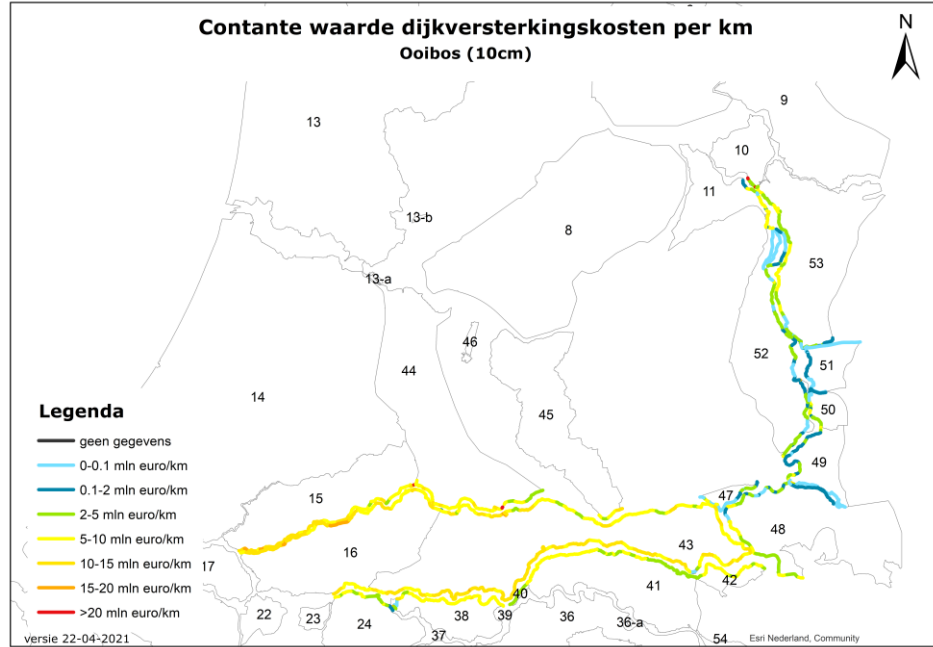 Contante waarde dijkversterkingskosten per km
Ooibos (10cm)
N
9
13
10
11
13-b
8
53
13-a
46
52
51
44
14
45
50
Legenda
geen gegevens
0-0.1 mln euro/km
0.1-2 mln euro/km
2-5 mln euro/km
5-10 mln euro/km
10-15 mln euro/km
15-20 mln euro/km
>20 mln euro/km
49
47
15
48
16
43
17
42
41
40
22
23
24
38
39
36
36-a
37
54
versie 22-04-2021
Esri Nederland, Community